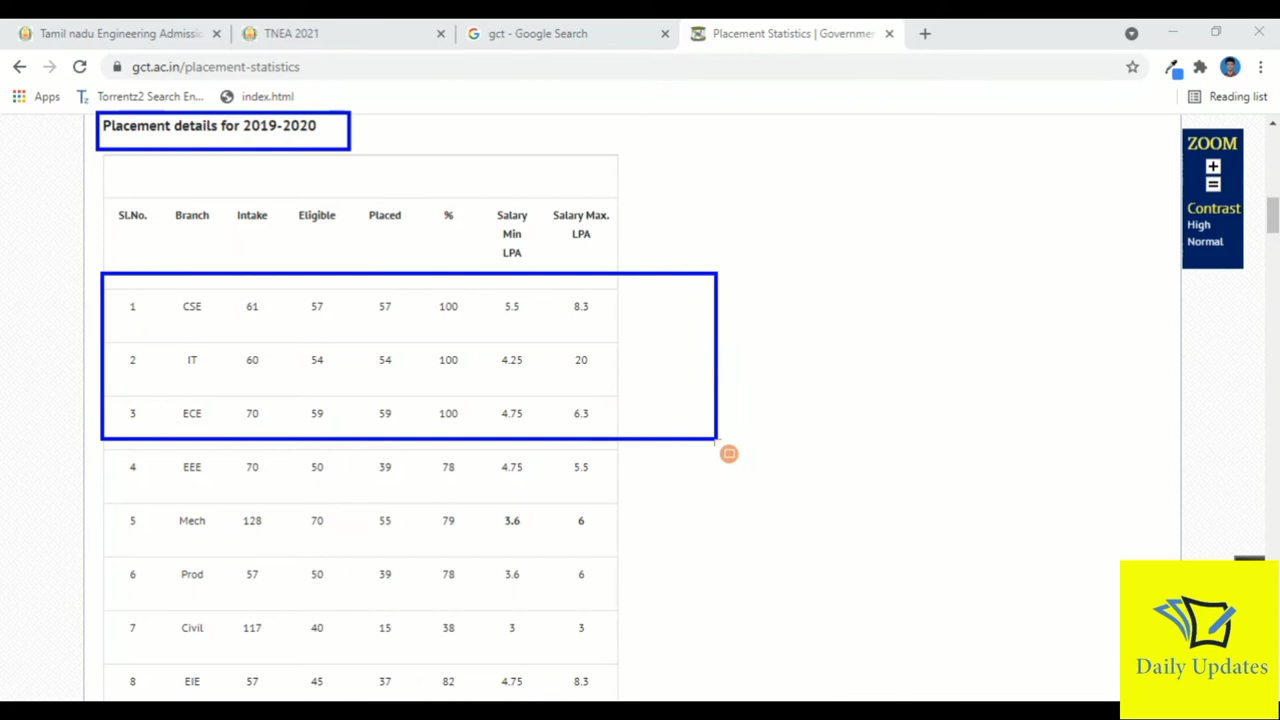 Tamil nadu Engineering Admissi
TNEA 2021
gct - Google Search
Placement Statistics | Governme
gct.ac.in/placement-statistics
Apps
Torrentz2 Search En...
index.html
Reading list
Placement details for 2019-2020
ZOOM
+
=
Contrast
High
Normal
Sl.No. Branch Intake Eligible Placed % Salary Min LPA Salary Max. LPA
1 CSE 61 57 57 100 5.5 8.3
2 IT 60 54 54 100 4.25 20
3 ECE 70 59 59 100 4.75 6.3
4 EEE 70 50 39 78 4.75 5.5
5 Mech 128 70 55 79 3.6 6
6 Prod 57 50 39 78 3.6 6
7 Civil 117 40 15 38 3 3
8 EIE 57 45 37 82 4.75 8.3
Daily Updates